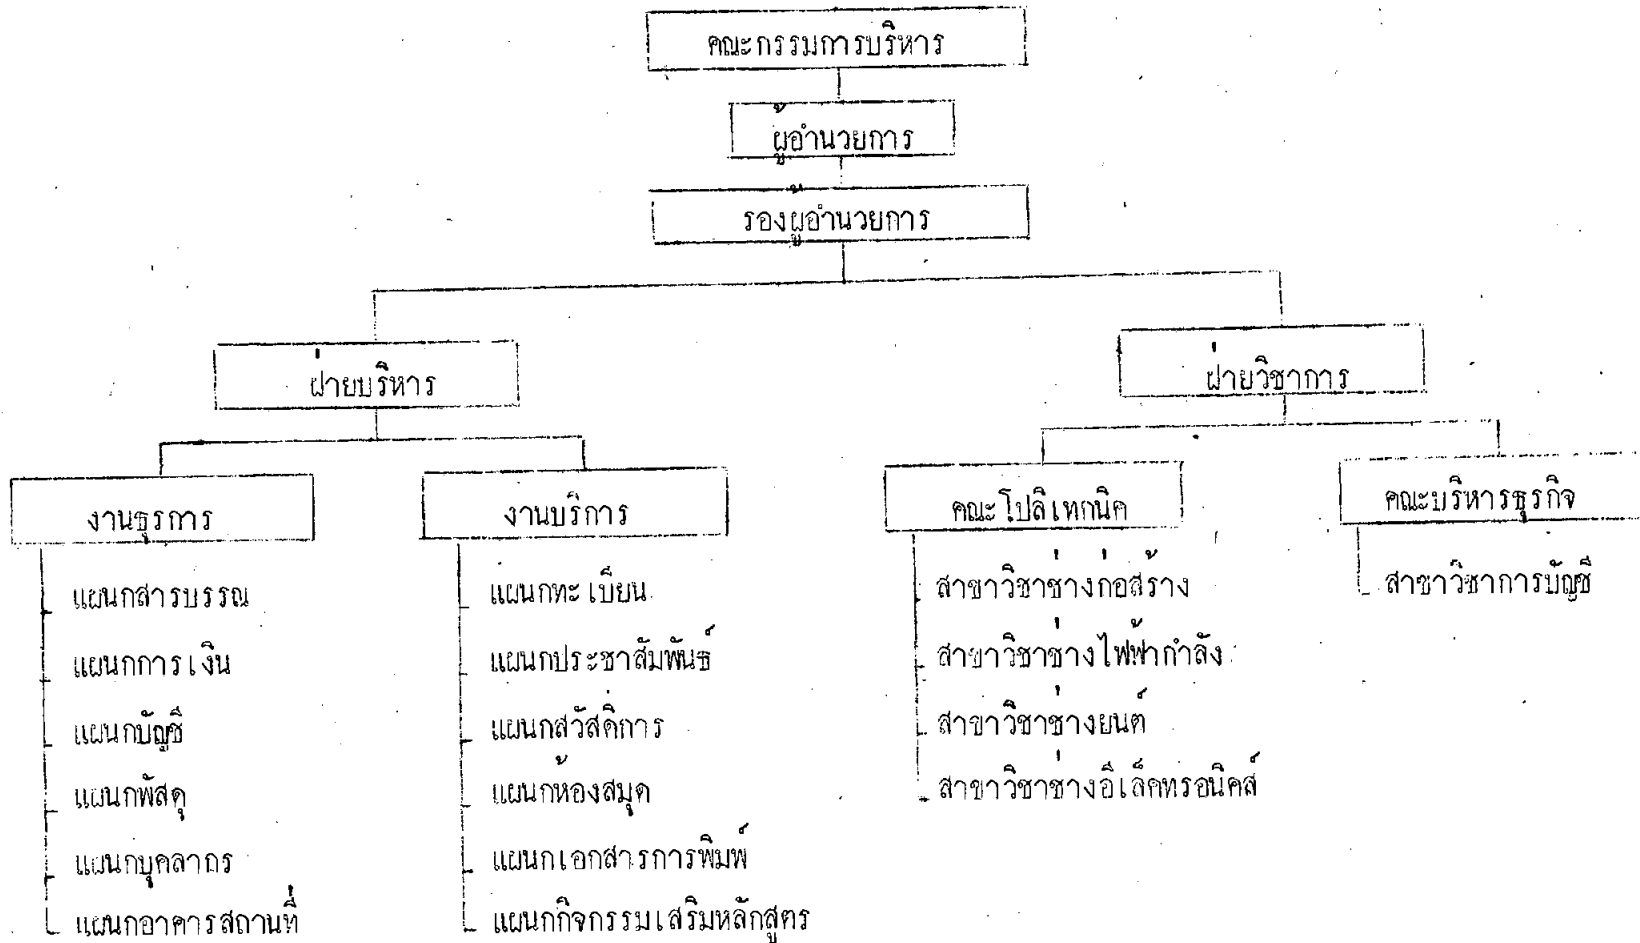 คณะกรรมการบริหาร
ผู้อำนวยการ
รองผู้อำนวยการ
ฝ่ายบริหาร
ฝ่ายวิชาการ
งานธุรการ
งานบริการ
คณะโปลิเทคนิค
คณะบริหารธุรกิจ
แผนกสารบรรณ
แผนกการเงิน
แผนกบัญชี
แผนกพัสดุ
แผนกบุคลากร
แผนกอาคารสถานที่
แผนกทะเบียน
แผนกประชาสัมพันธ์
แผนกสวัสดิการ
แผนกห้องสมุด
แผนกเอกสารการพิมพ์
แผนกกิจกรรมเสริมหลักสูตร
สาขาวิชาช่างก่อสร้าง
สาขาวิชาช่างไฟฟ้ากำลัง
สาขาวิชาช่างยนต์
สาขาวิชาช่างอีเล็คทรอนิคส์
สาขาวิชาการบัญชี